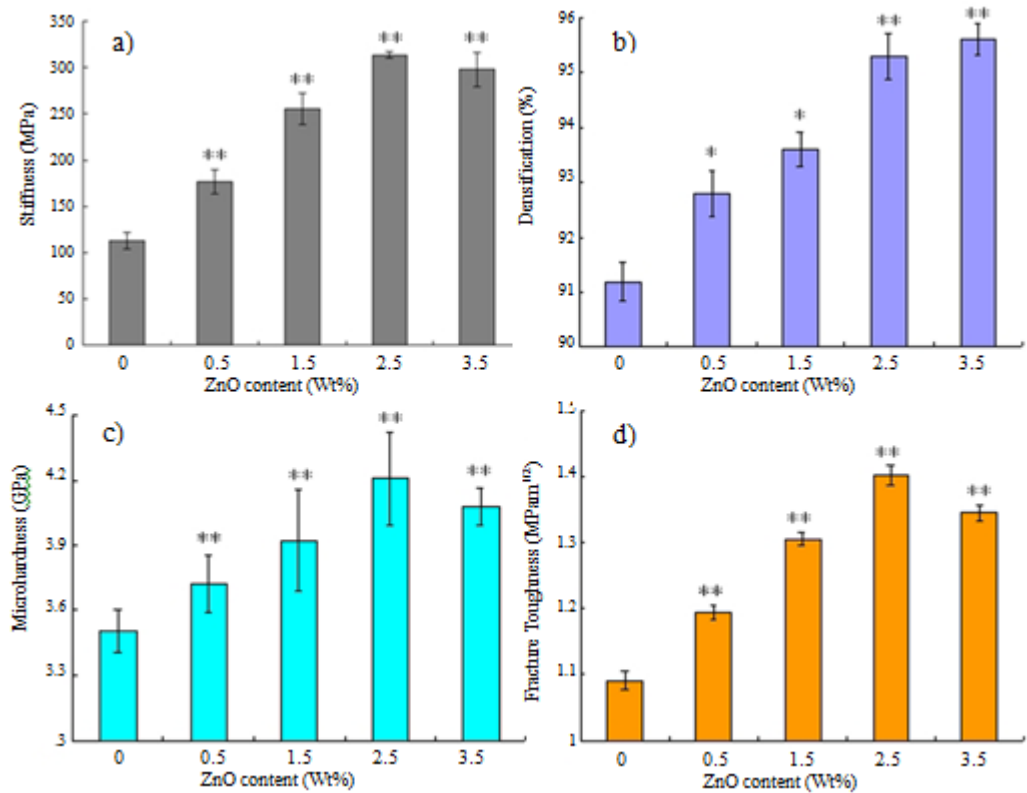 a)
Stiffness (MPa)
350
300
250
200
150
100
50
0
**
**
**
**
0 0.5 1.5 2.5 3.5
ZnO content (Wt%)
b)
Densification (%)
96
95
94
93
92
91
90
*
*
**
**
0 0.5 1.5 2.5 3.5
ZnO content (Wt%)
c)
Microhardness (GPa)
4.5
4.2
3.9
3.6
3.3
3
**
**
**
**
0 0.5 1.5 2.5 3.5
ZnO content (Wt%)
d)
Fracture Toughness (MPam¹ᐟ²)
1.5
1.4
1.3
1.2
1.1
1
**
**
**
**
0 0.5 1.5 2.5 3.5
ZnO content (Wt%)